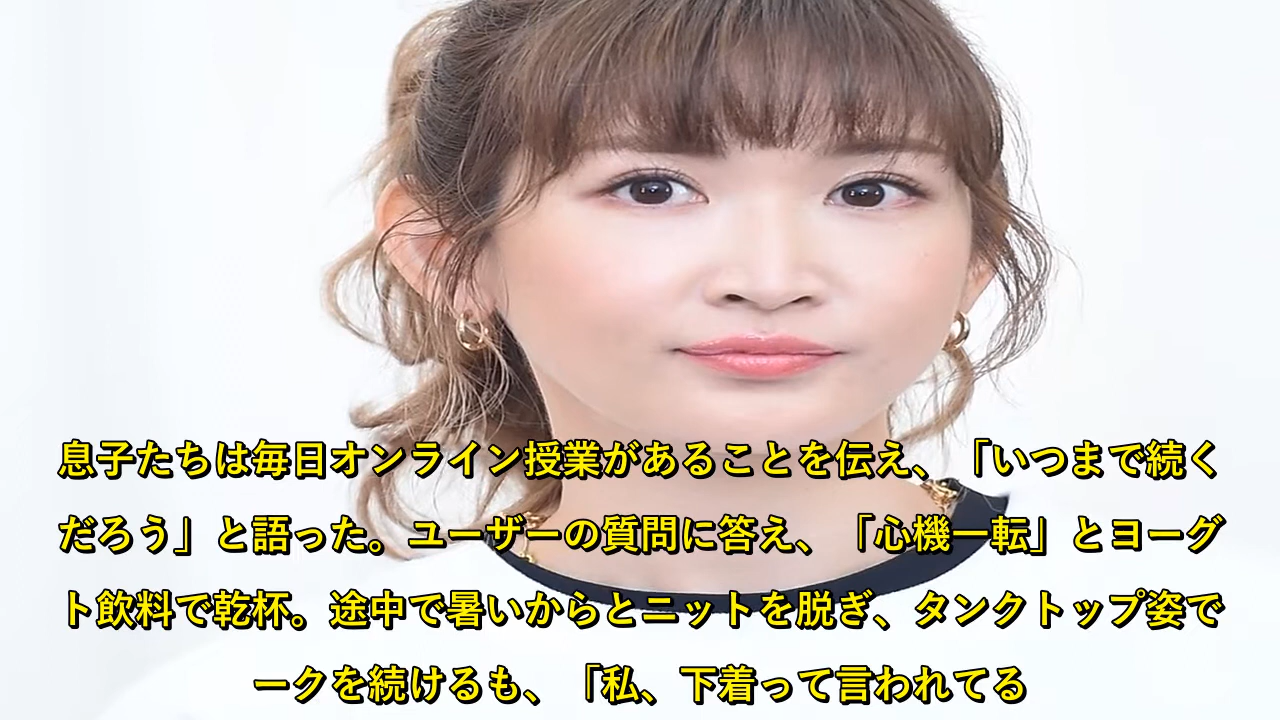 息子たちは毎日オンライン授業があることを伝え、「いつまで続く
だろう」と語った。ユーザーの質問に答え、「心機一転」とヨーグ
ト飲料で乾杯。途中で暑いからとニットを脱ぎ、タンクトップ姿で
ークを続けるも、「私、下着って言われてる